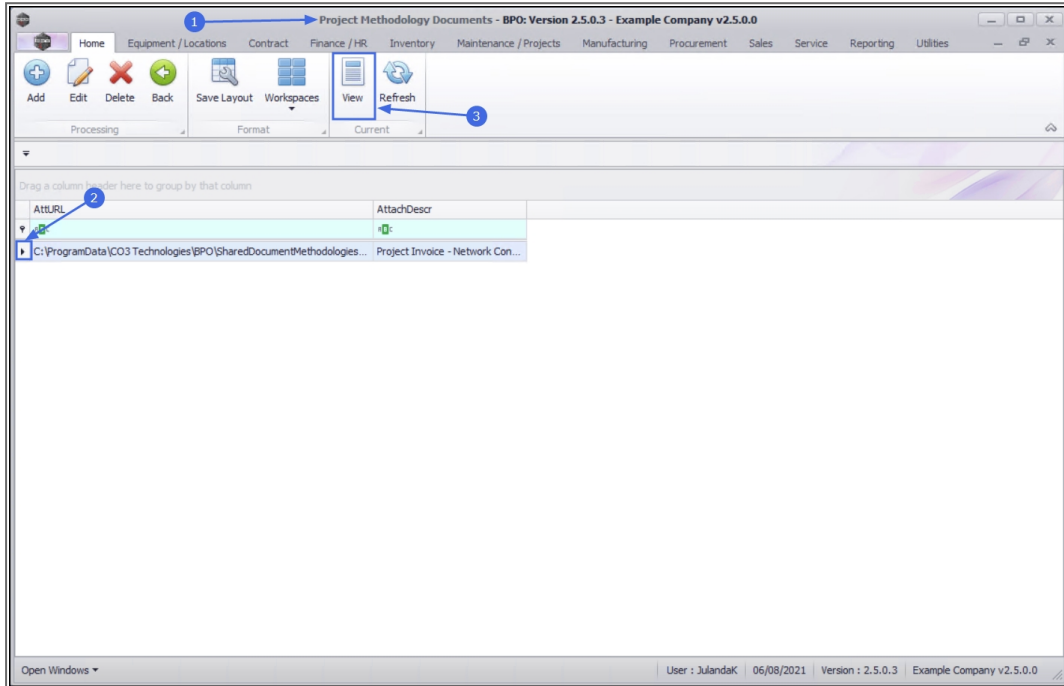 1
Project Methodology Documents - BPO: Version 2.5.0.3 - Example Company v2.5.0.0
Home Equipment / Locations Contract Finance / HR Inventory Maintenance / Projects Manufacturing Procurement Sales Service Reporting Utilities
Add Edit Delete Back Save Layout Workspaces View Refresh
3
Processing Format Current
Drag a column header here to group by that column
2
AttURL AttachDescr
C:\ProgramData\CO3 Technologies\BPO\SharedDocumentMethodologies... Project Invoice - Network Con...
Open Windows User : JulandaK 06/08/2021 Version : 2.5.0.3 Example Company v2.5.0.0